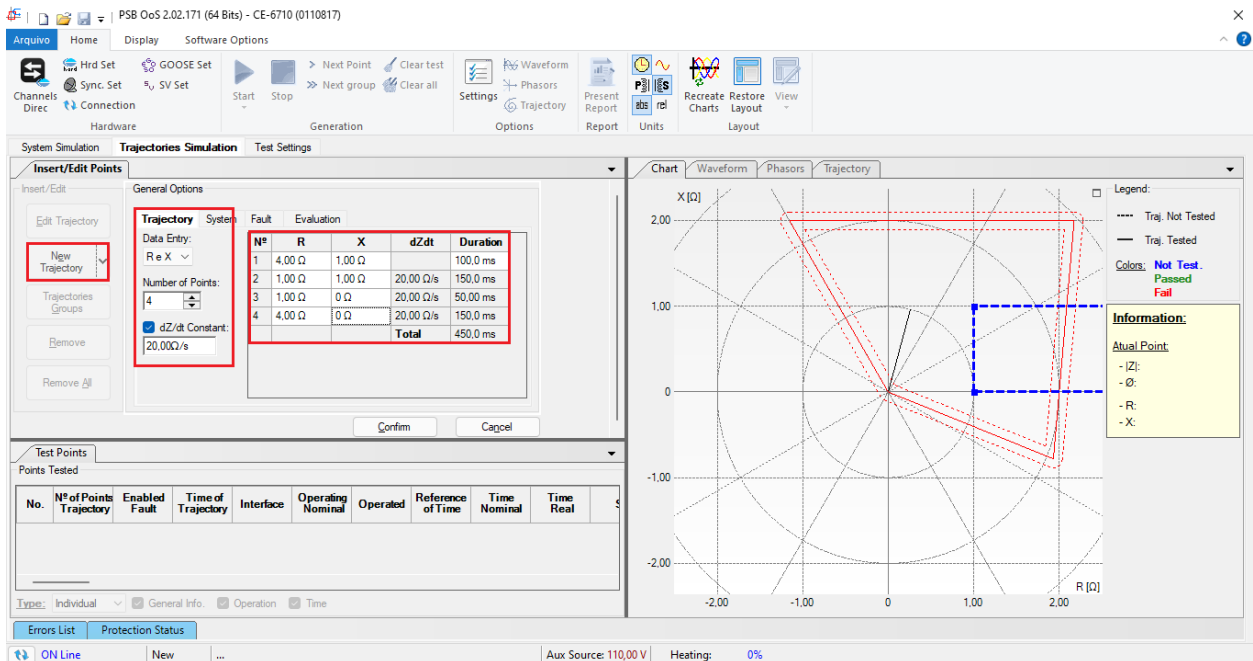 PSB OoS 2.02.171 (64 Bits) - CE-6710 (0110817)
Arquivo Home Display Software Options
Channels Direc
Hrd Set
Sync. Set
Connection
GOOSE Set
SV Set
Hardware
Start
Stop
Next Point
Next group
Clear test
Clear all
Generation
Settings
Waveform
Phasors
Trajectory
Options
Present Report
Report
abs rel
Units
Recreate Charts
Restore Layout
View
Layout
System Simulation Trajectories Simulation Test Settings
Insert/Edit Points
Insert/Edit
Edit Trajectory
New Trajectory
Trajectories Groups
Remove
Remove All
General Options
Trajectory System Fault Evaluation
Data Entry:
R e X
Number of Points:
4
dZ/dt Constant:
20,00Ω/s
Nº R X dZdt Duration
1 4,00 Ω 1,00 Ω 100,0 ms
2 1,00 Ω 1,00 Ω 20,00 Ω/s 150,0 ms
3 1,00 Ω 0 Ω 20,00 Ω/s 50,00 ms
4 4,00 Ω 0 Ω 20,00 Ω/s 150,0 ms
Total 450,0 ms
Confirm Cancel
Chart Waveform Phasors Trajectory
X [Ω]
2,00
1,00
0
-1,00
-2,00
-2,00 -1,00 0 1,00 2,00
R [Ω]
Legend:
Traj. Not Tested
Traj. Tested
Colors: Not Test.
Passed
Fail
Information:
Atual Point:
- |Z|:
- Ø:
- R:
- X:
Test Points
Points Tested
No. Nº of Points Trajectory Enabled Fault Time of Trajectory Interface Operating Nominal Operated Reference of Time Time Nominal Time Real
Type: Individual General Info. Operation Time
Errors List Protection Status
ON Line New ... Aux Source: 110,00 V Heating: 0%